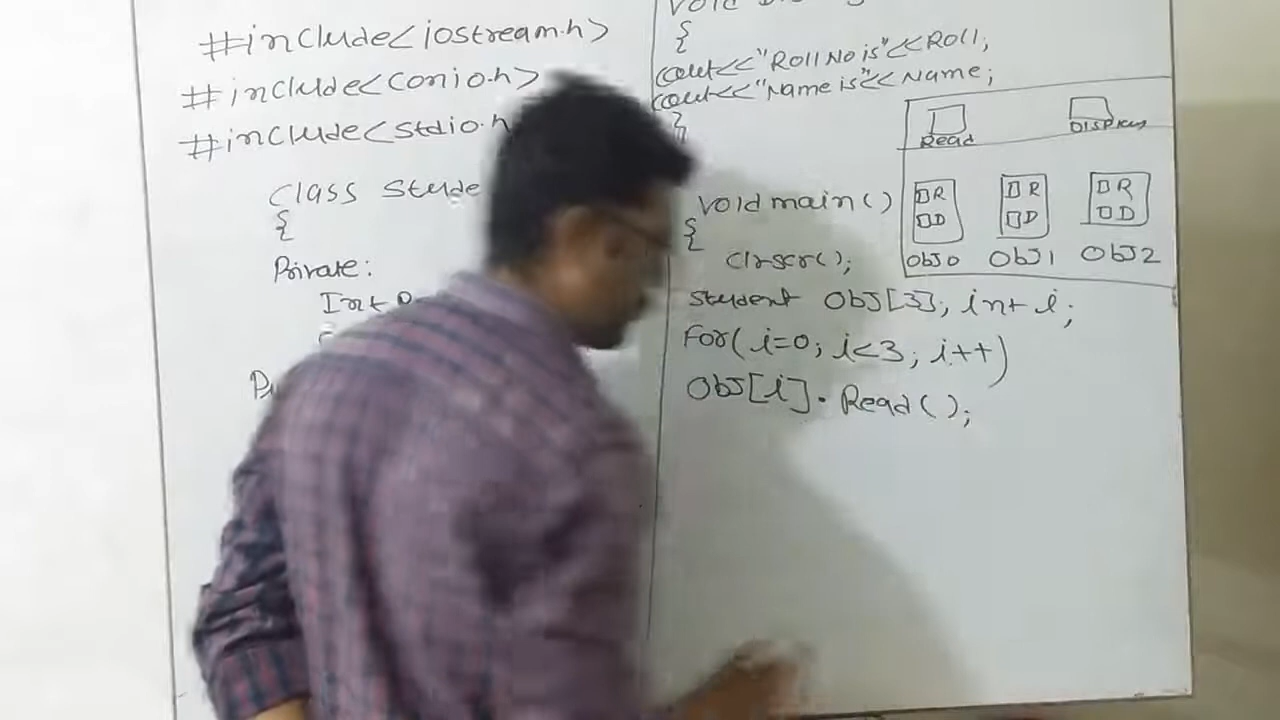 #include<iostream.h>
#include<conio.h>
#include<stdio.h
Class Stude
{
Private:
Int
{
cout<<"Roll No is"<<Roll;
cout<<"Name is"<<Name;
}
Void main()
{
Clrscr();
Student Obj[3]; int i;
For( i=0; i<3; i++)
Obj[i]. Read();
Read Display
R R R
D D D
Obj0 Obj1 Obj2